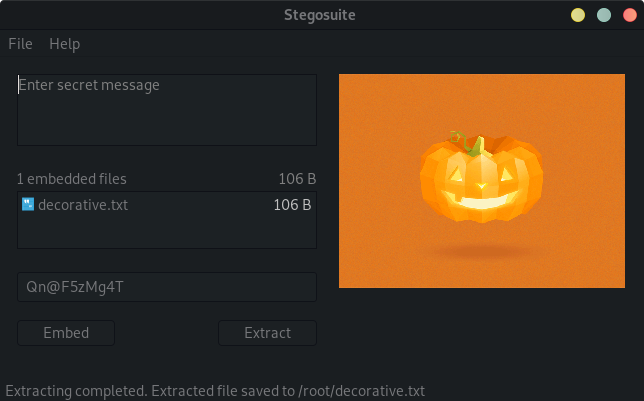 Stegosuite
File Help
Enter secret message
1 embedded files 106 B
decorative.txt 106 B
Qn@F5zMg4T
Embed Extract
Extracting completed. Extracted file saved to /root/decorative.txt